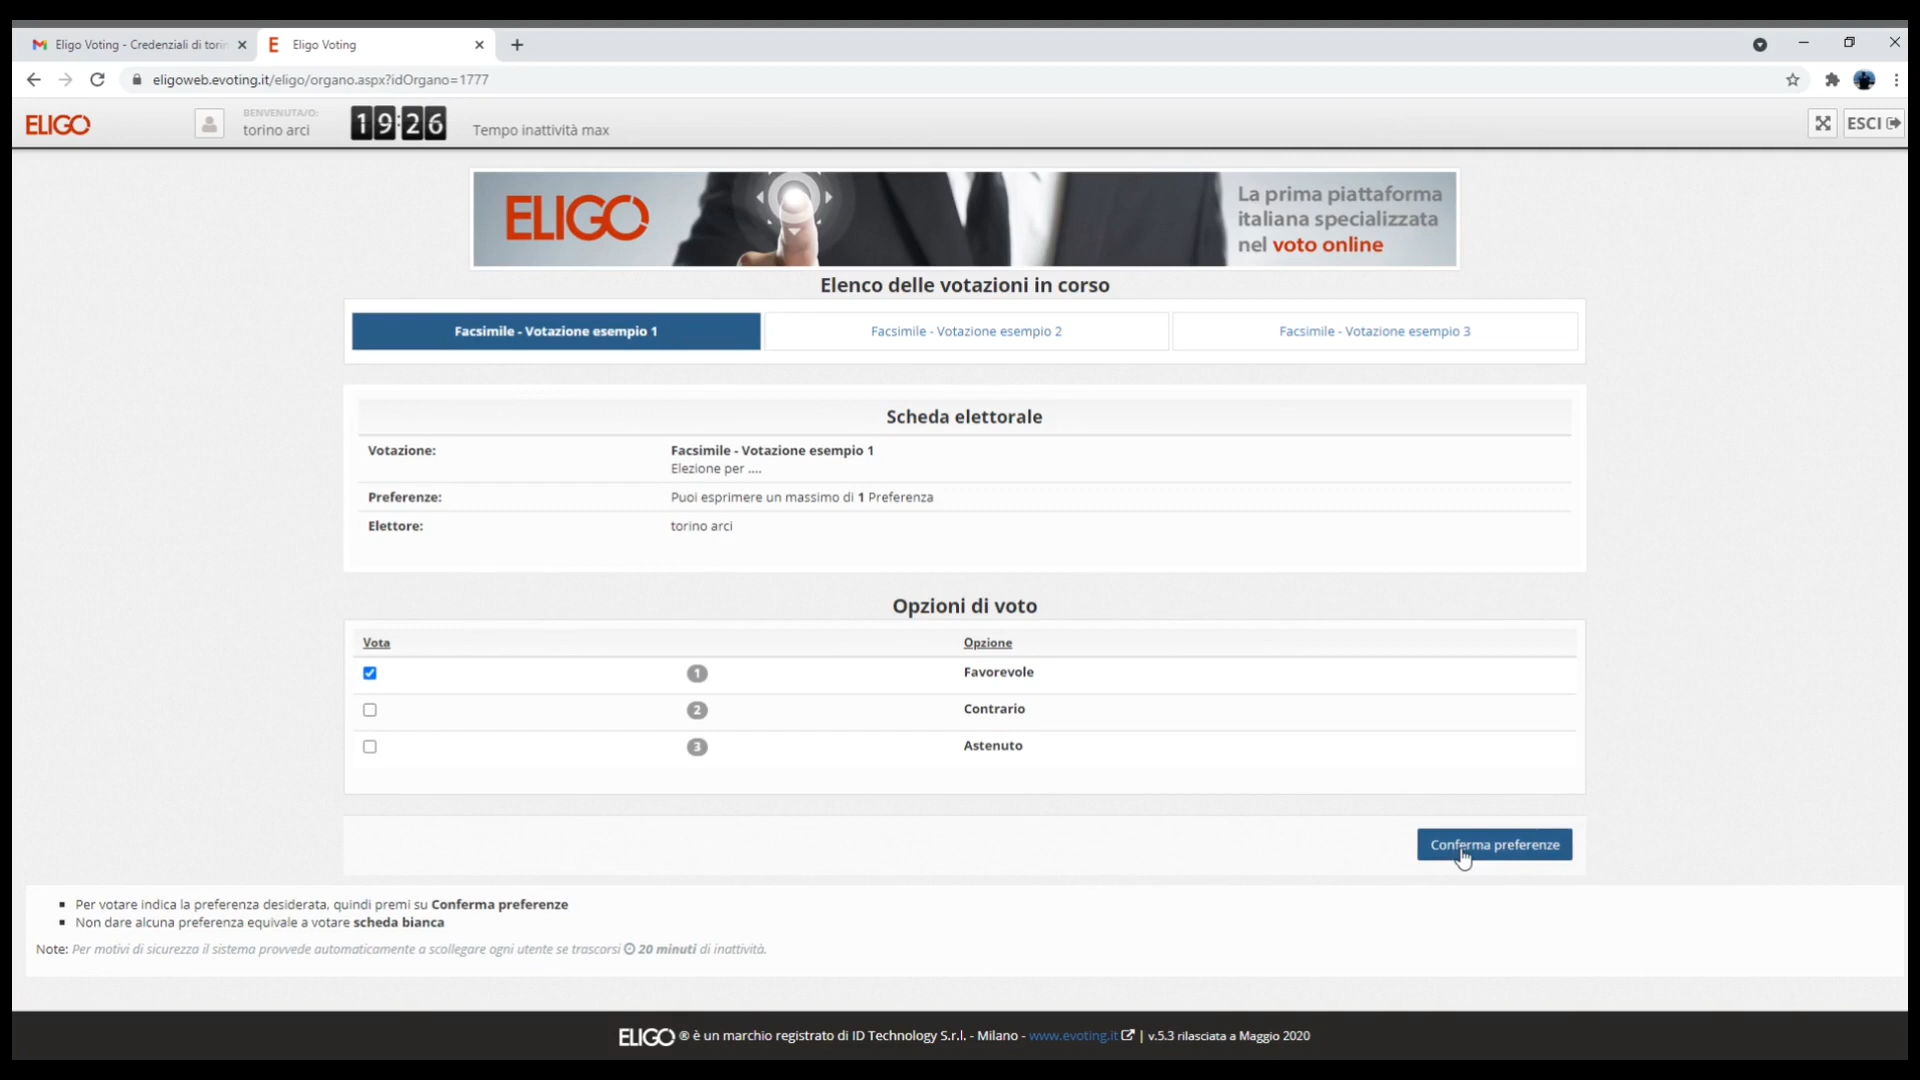 Eligo Voting - Credenziali di torin
Eligo Voting
eligoweb.evoting.it/eligo/organo.aspx?idOrgano=1777
ELIGO
BENVENUTA/O:
torino arci
19:26
Tempo inattività max
ESCI
ELIGO
La prima piattaforma
italiana specializzata
nel voto online
Elenco delle votazioni in corso
Facsimile - Votazione esempio 1
Facsimile - Votazione esempio 2
Facsimile - Votazione esempio 3
Scheda elettorale
Votazione:
Facsimile - Votazione esempio 1
Elezione per ....
Preferenze:
Puoi esprimere un massimo di 1 Preferenza
Elettore:
torino arci
Opzioni di voto
Vota
Opzione
1 Favorevole
2 Contrario
3 Astenuto
Conferma preferenze
Per votare indica la preferenza desiderata, quindi premi su Conferma preferenze
Non dare alcuna preferenza equivale a votare scheda bianca
Note: Per motivi di sicurezza il sistema provvede automaticamente a scollegare ogni utente se trascorsi 20 minuti di inattività.
ELIGO ® è un marchio registrato di ID Technology S.r.l. - Milano - www.evoting.it | v.5.3 rilasciata a Maggio 2020